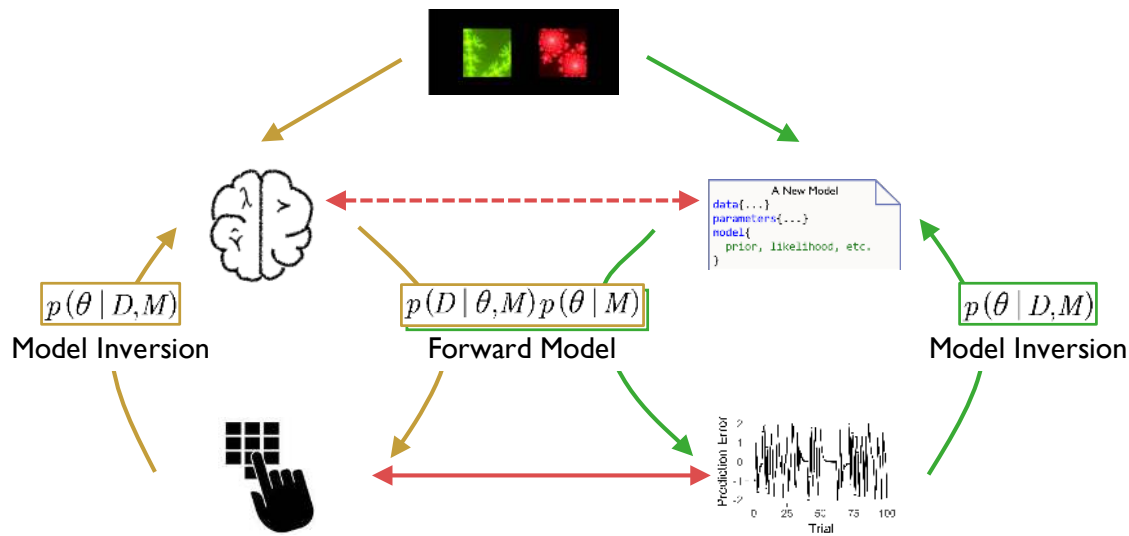 A New Model
data{...}
parameters{...}
model{
prior, likelihood, etc.
}
λ
γ
p(θ | D,M)
p(D | θ,M) p(θ | M)
p(θ | D,M)
Model Inversion
Forward Model
Model Inversion
Prediction Error
2
1
0
-1
-2
0 25 50 75 100
Trial